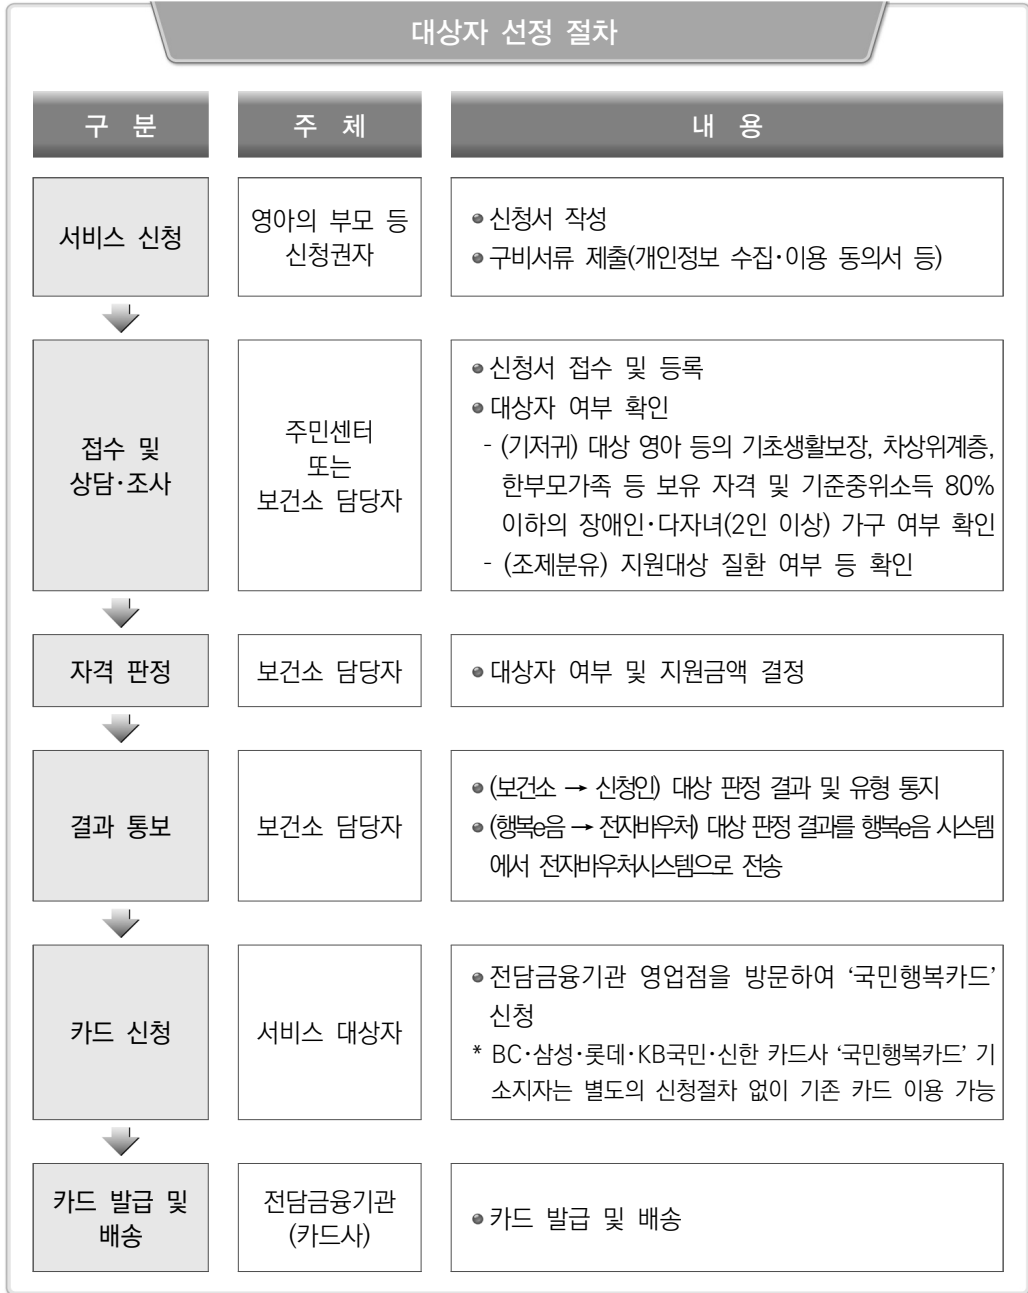 대상자 선정 절차
구 분
주 체
내 용
서비스 신청
영아의 부모 등
신청권자
신청서 작성
구비서류 제출(개인정보 수집·이용 동의서 등)
접수 및
상담·조사
주민센터
또는
보건소 담당자
신청서 접수 및 등록
대상자 여부 확인
- (기저귀) 대상 영아 등의 기초생활보장, 차상위계층,
한부모가족 등 보유 자격 및 기준중위소득 80%
이하의 장애인·다자녀(2인 이상) 가구 여부 확인
- (조제분유) 지원대상 질환 여부 등 확인
자격 판정
보건소 담당자
대상자 여부 및 지원금액 결정
결과 통보
보건소 담당자
(보건소 → 신청인) 대상 판정 결과 및 유형 통지
(행복e음 → 전자바우처) 대상 판정 결과를 행복e음 시스템
에서 전자바우처시스템으로 전송
카드 신청
서비스 대상자
전담금융기관 영업점을 방문하여 ‘국민행복카드’
신청
* BC·삼성·롯데·KB국민·신한 카드사 ‘국민행복카드’ 기
소지자는 별도의 신청절차 없이 기존 카드 이용 가능
카드 발급 및
배송
전담금융기관
(카드사)
카드 발급 및 배송